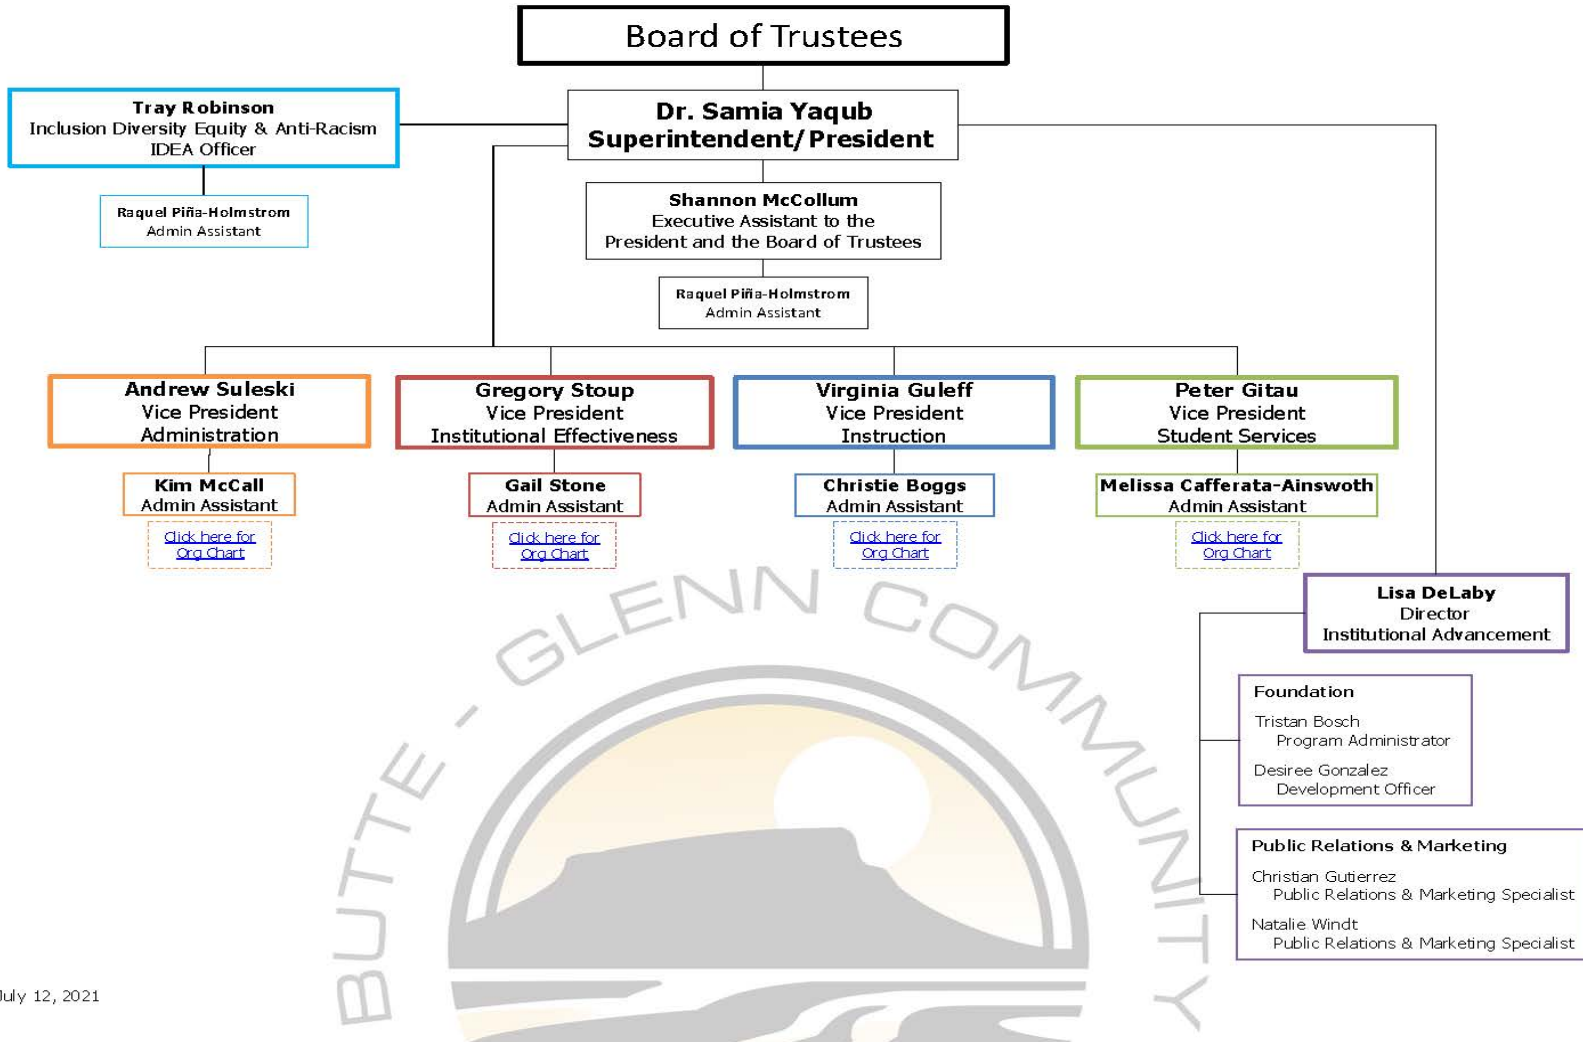 Board of Trustees
Tray Robinson
Inclusion Diversity Equity & Anti-Racism
IDEA Officer
Dr. Samia Yaqub
Superintendent/President
Raquel Piña-Holmstrom
Admin Assistant
Shannon McCollum
Executive Assistant to the
President and the Board of Trustees
Raquel Piña-Holmstrom
Admin Assistant
Andrew Suleski
Vice President
Administration
Gregory Stoup
Vice President
Institutional Effectiveness
Virginia Guleff
Vice President
Instruction
Peter Gitau
Vice President
Student Services
Kim McCall
Admin Assistant
Gail Stone
Admin Assistant
Christie Boggs
Admin Assistant
Melissa Cafferata-Ainswoth
Admin Assistant
Click here for
Org Chart
Click here for
Org Chart
Click here for
Org Chart
Click here for
Org Chart
Lisa DeLaby
Director
Institutional Advancement
Foundation
Tristan Bosch
Program Administrator
Desiree Gonzalez
Development Officer
Public Relations & Marketing
Christian Gutierrez
Public Relations & Marketing Specialist
Natalie Windt
Public Relations & Marketing Specialist
BUTTE - GLENN COMMUNITY
July 12, 2021